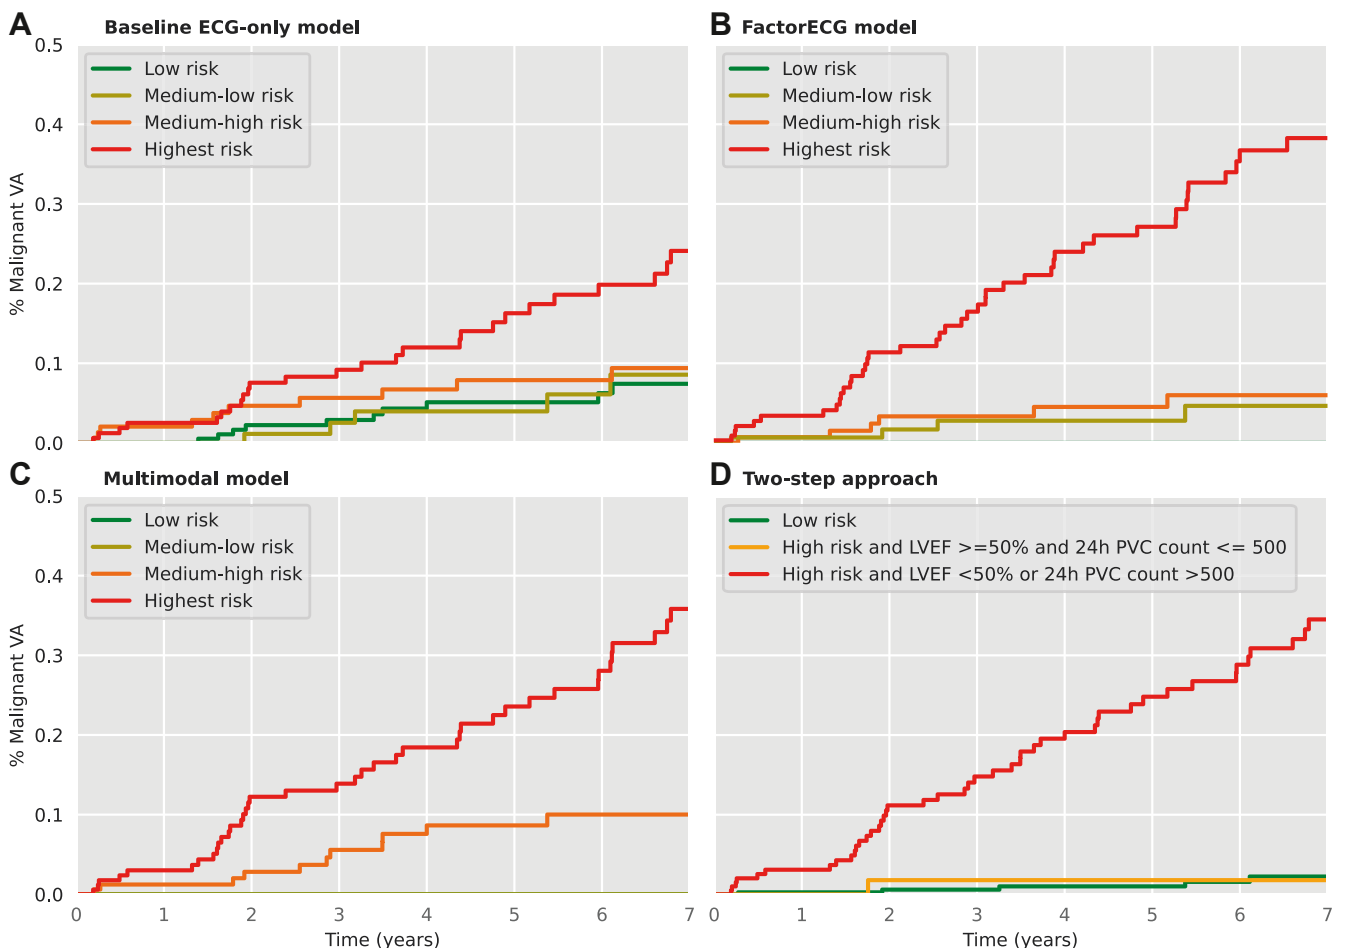 A Baseline ECG-only model
0.5
0.4
0.3
0.2
0.1
0.0
% Malignant VA
Low risk
Medium-low risk
Medium-high risk
Highest risk
B FactorECG model
Low risk
Medium-low risk
Medium-high risk
Highest risk
C Multimodal model
0.5
0.4
0.3
0.2
0.1
0.0
% Malignant VA
Low risk
Medium-low risk
Medium-high risk
Highest risk
0 1 2 3 4 5 6 7
Time (years)
D Two-step approach
Low risk
High risk and LVEF >=50% and 24h PVC count <= 500
High risk and LVEF <50% or 24h PVC count >500
0 1 2 3 4 5 6 7
Time (years)